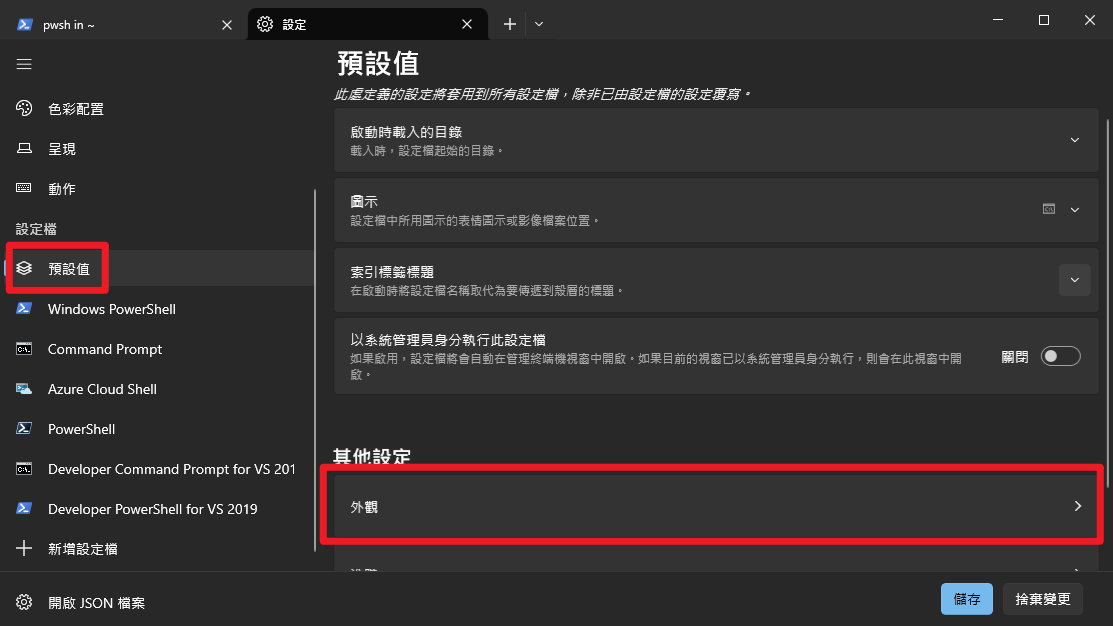 pwsh in ~
設定
色彩配置
呈現
動作
設定檔
預設值
Windows PowerShell
Command Prompt
Azure Cloud Shell
PowerShell
Developer Command Prompt for VS 201
Developer PowerShell for VS 2019
新增設定檔
開啟 JSON 檔案
預設值
此處定義的設定將套用到所有設定檔，除非已由設定檔的設定覆寫。
啟動時載入的目錄
載入時，設定檔起始的目錄。
圖示
設定檔中所用圖示的表情圖示或影像檔案位置。
索引標籤標題
在啟動時將設定檔名稱取代為要傳遞到殼層的標題。
以系統管理員身分執行此設定檔
如果啟用，設定檔將會自動在管理終端機視窗中開啟。如果目前的視窗已以系統管理員身分執行，則會在此視窗中開
啟。
關閉
其他設定
外觀
儲存
捨棄變更